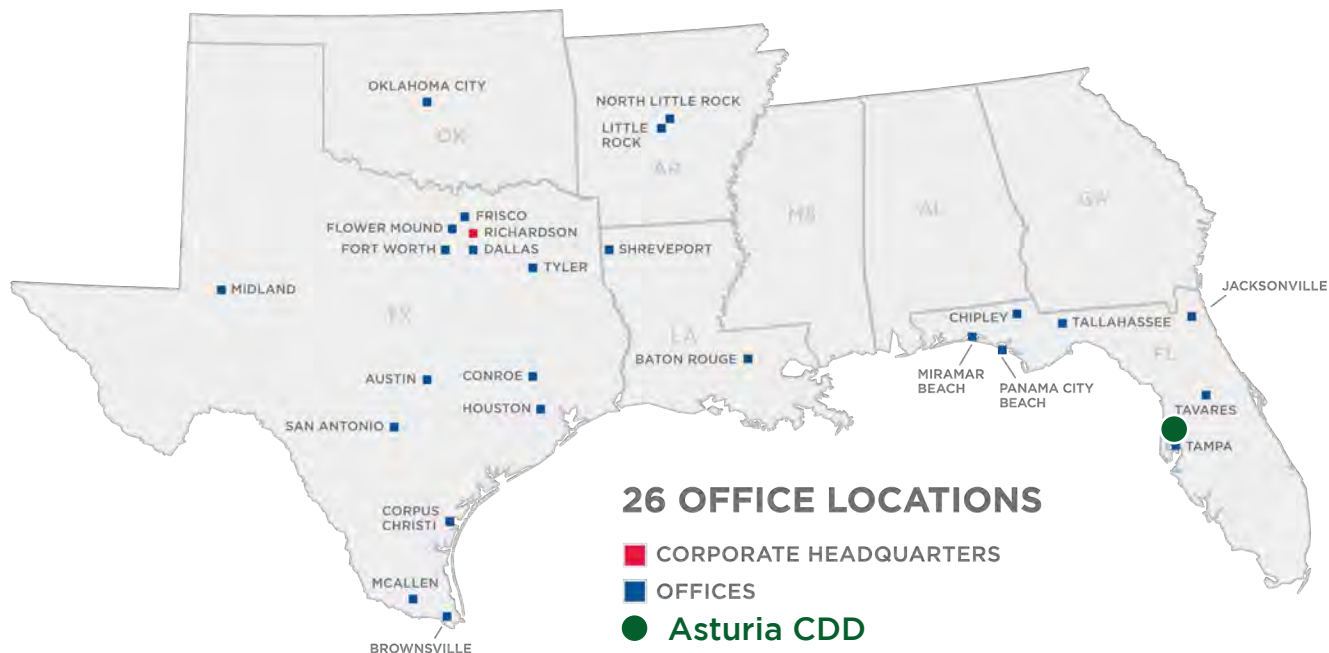 OKLAHOMA CITY
OK
NORTH LITTLE ROCK
LITTLE
ROCK
AR
MS
AL
GA
FRISCO
FLOWER MOUND
RICHARDSON
FORT WORTH
DALLAS
TYLER
SHREVEPORT
MIDLAND
TX
LA
JACKSONVILLE
CHIPLEY
TALLAHASSEE
FL
BATON ROUGE
MIRAMAR
BEACH
PANAMA CITY
BEACH
AUSTIN
CONROE
HOUSTON
SAN ANTONIO
TAVARES
TAMPA
CORPUS
CHRISTI
MCALLEN
BROWNSVILLE
26 OFFICE LOCATIONS
CORPORATE HEADQUARTERS
OFFICES
Asturia CDD